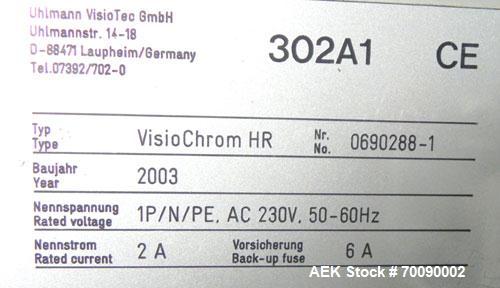 Uhlmann VisioTec GmbH
Uhlmannstr. 14-18
D-88471 Laupheim/Germany
Tel.07392/702-0
302A1 CE
Typ
Type VisioChrom HR Nr.
No. 0690288-1
Baujahr
Year 2003
Nennspannung
Rated voltage 1P/N/PE, AC 230V, 50-60Hz
Nennstrom
Rated current 2 A Vorsicherung
Back-up fuse 6 A
AEK Stock # 70090002